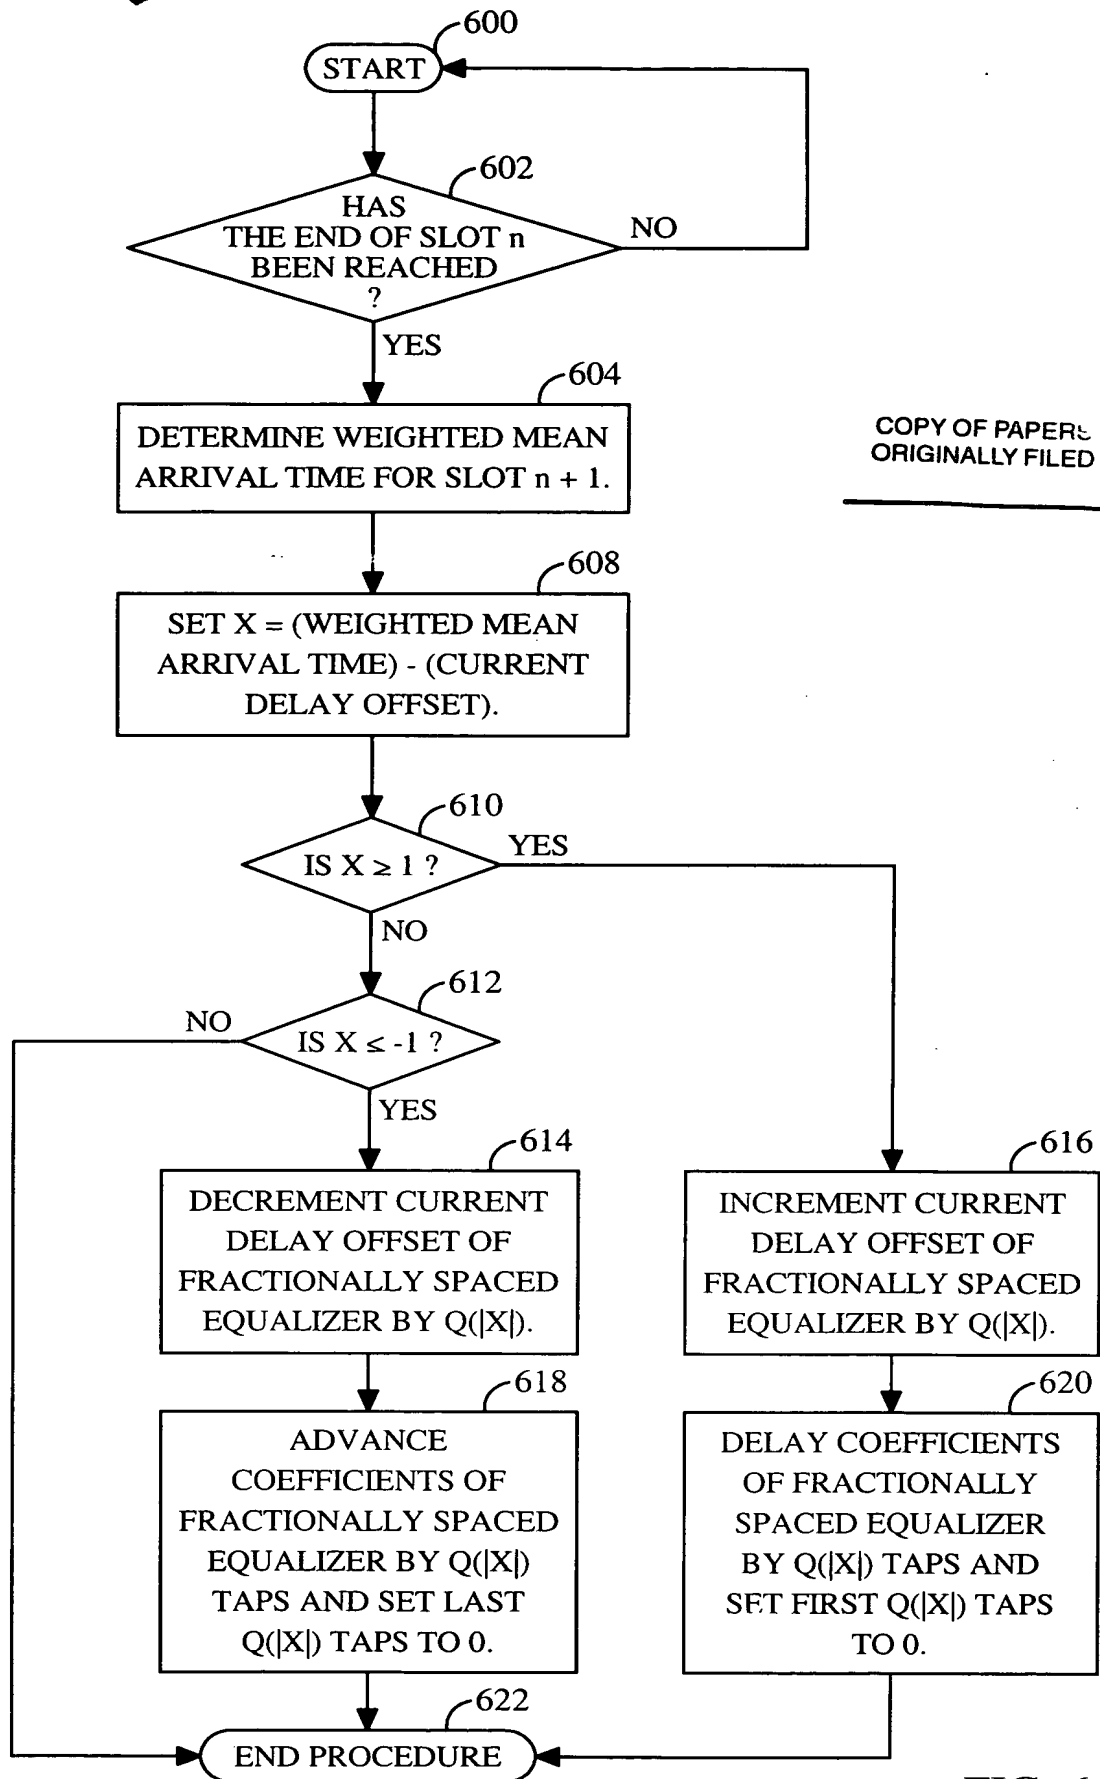 600
START
602
HAS
THE END OF SLOT n
BEEN REACHED
?
NO
YES
604
DETERMINE WEIGHTED MEAN
ARRIVAL TIME FOR SLOT n + 1.
COPY OF PAPERS
ORIGINALLY FILED
608
SET X = (WEIGHTED MEAN
ARRIVAL TIME) - (CURRENT
DELAY OFFSET).
610
IS X ≥ 1 ?
YES
NO
612
IS X ≤ -1 ?
NO
YES
614
DECREMENT CURRENT
DELAY OFFSET OF
FRACTIONALLY SPACED
EQUALIZER BY Q(|X|).
616
INCREMENT CURRENT
DELAY OFFSET OF
FRACTIONALLY SPACED
EQUALIZER BY Q(|X|).
618
ADVANCE
COEFFICIENTS OF
FRACTIONALLY SPACED
EQUALIZER BY Q(|X|)
TAPS AND SET LAST
Q(|X|) TAPS TO 0.
620
DELAY COEFFICIENTS
OF FRACTIONALLY
SPACED EQUALIZER
BY Q(|X|) TAPS AND
SET FIRST Q(|X|) TAPS
TO 0.
622
END PROCEDURE